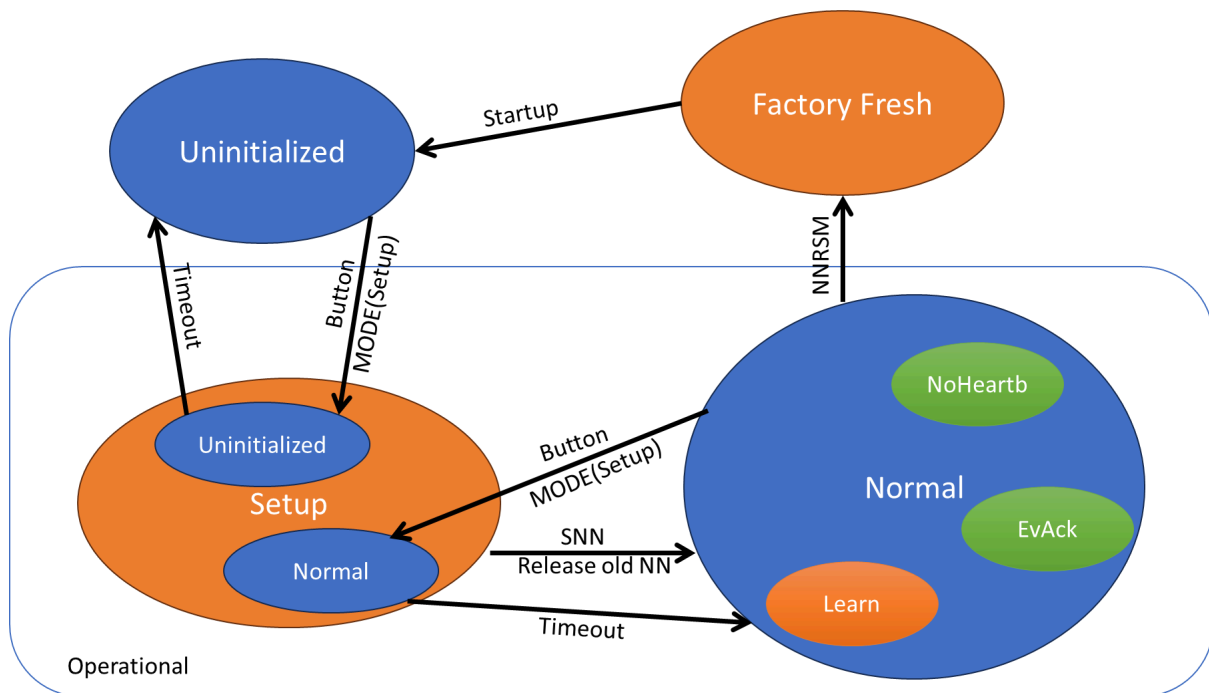 Factory Fresh
Startup
Uninitialized
NNRSM
Timeout
Button
MODE(Setup)
NoHeartb
Uninitialized
Button
MODE(Setup)
Normal
Setup
EvAck
SNN
Release old NN
Normal
Learn
Timeout
Operational